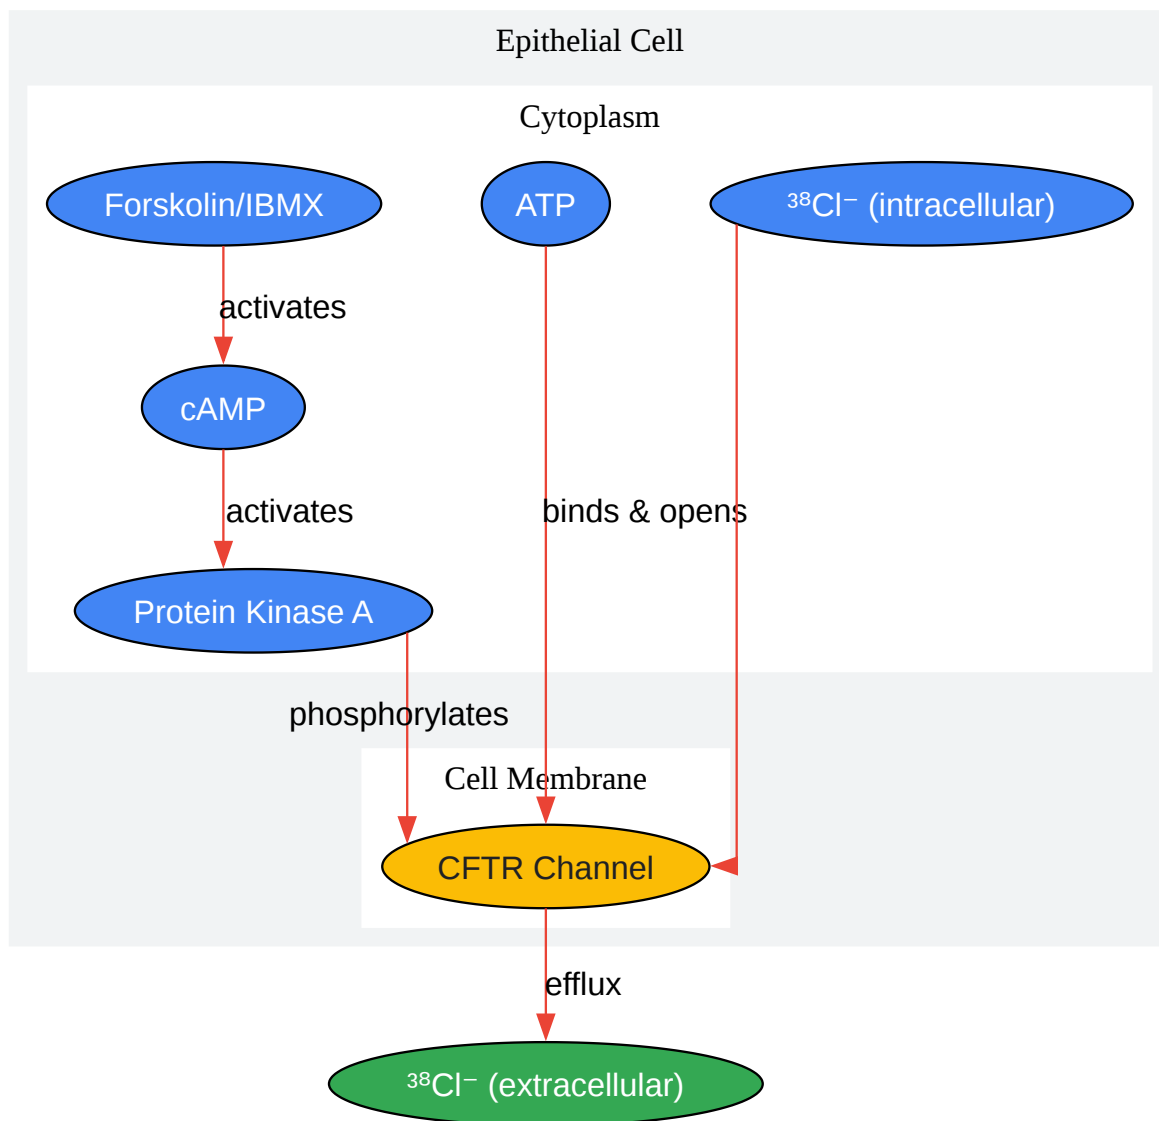 Epithelial Cell
Cytoplasm
Forskolin/IBMX
ATP
³⁸Cl⁻ (intracellular)
activates
cAMP
activates
binds & opens
Protein Kinase A
phosphorylates
Cell Membrane
CFTR Channel
efflux
³⁸Cl⁻ (extracellular)